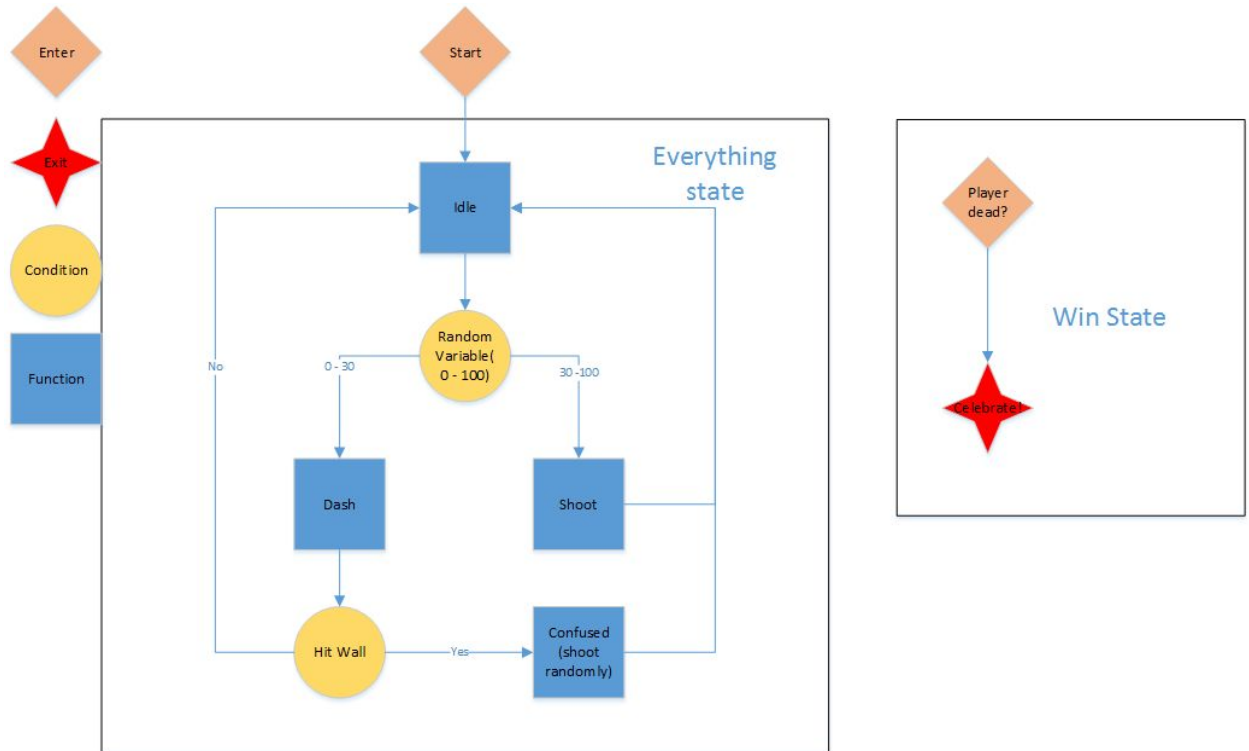 Enter
Start
Exit
Everything
state
Player
dead?
Idle
Condition
Random
Variable(
0 - 100)
Win State
No
0 - 30
30 -100
Function
Celebrate!
Dash
Shoot
Hit Wall
Yes
Confused
(shoot
randomly)